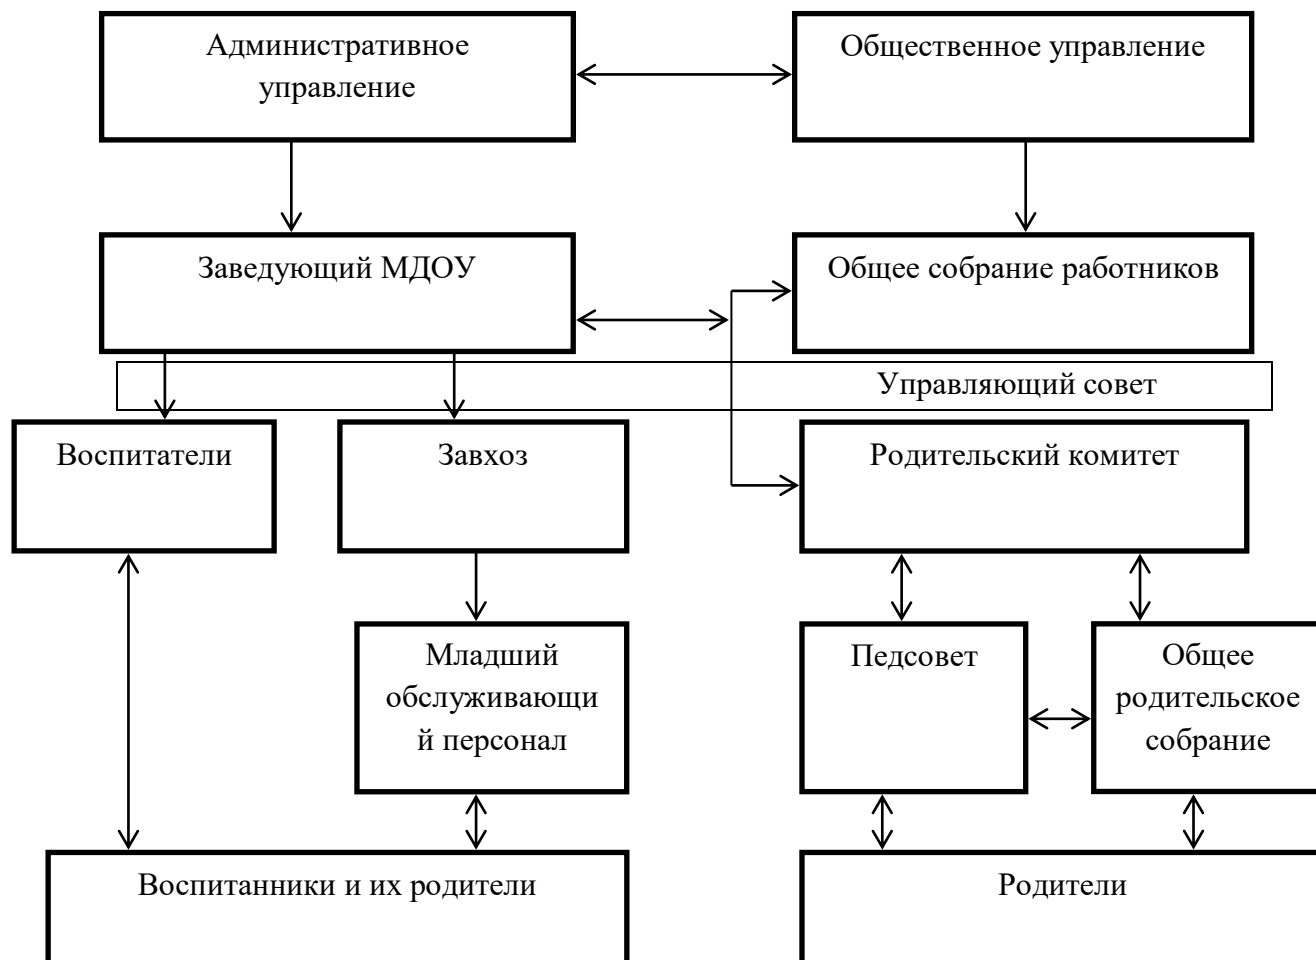 Административное
управление
Общественное управление
Заведующий МДОУ
Общее собрание работников
Управляющий совет
Воспитатели
Завхоз
Родительский комитет
Младший
обслуживающи
й персонал
Педсовет
Общее
родительское
собрание
Воспитанники и их родители
Родители